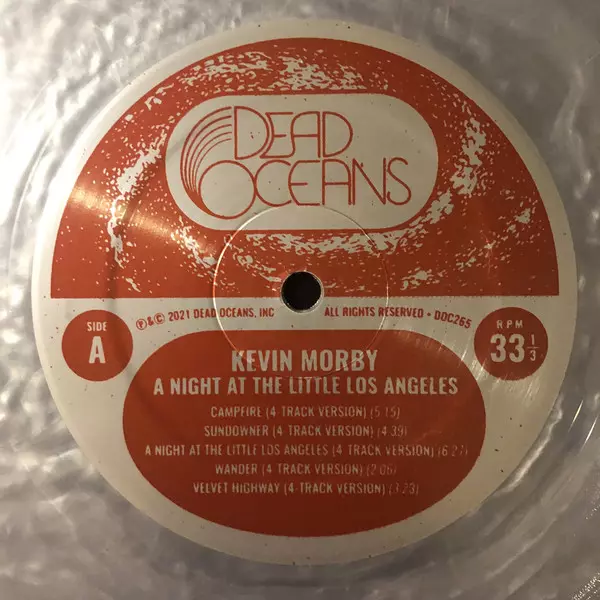 DEAD
OCEANS
℗&© 2021 DEAD OCEANS, INC
ALL RIGHTS RESERVED • DOC265
SIDE
A
RPM
33 1/3
KEVIN MORBY
A NIGHT AT THE LITTLE LOS ANGELES
CAMPFIRE (4-TRACK VERSION) (5:15)
SUNDOWNER (4-TRACK VERSION) (4:39)
A NIGHT AT THE LITTLE LOS ANGELES (4-TRACK VERSION) (6:27)
WANDER (4-TRACK VERSION) (2:06)
VELVET HIGHWAY (4-TRACK VERSION) (3:23)